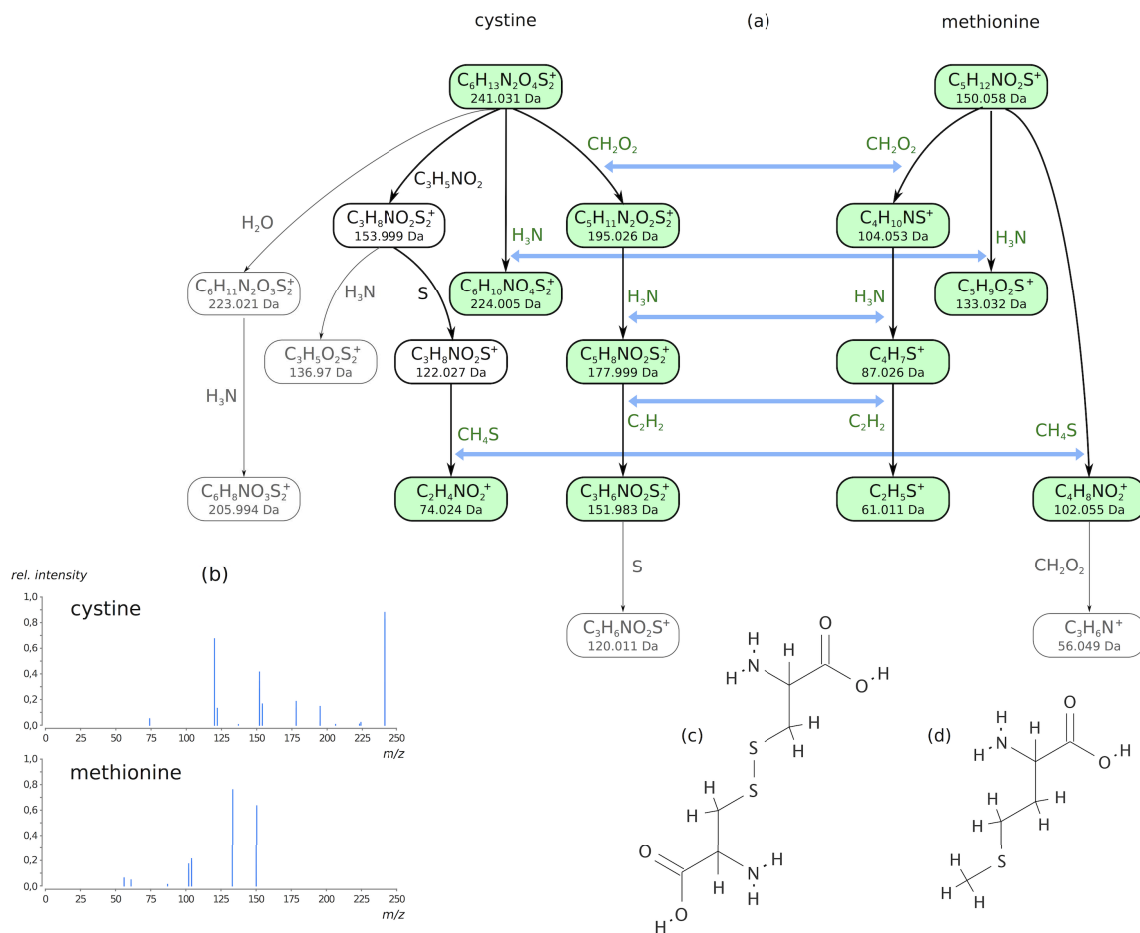 cystine
(a)
methionine
C₆H₁₃N₂O₄S₂⁺
241.031 Da
C₅H₁₂NO₂S⁺
150.058 Da
CH₂O₂
CH₂O₂
C₃H₅NO₂
H₂O
C₃H₈NO₂S₂⁺
153.999 Da
C₅H₁₁N₂O₂S₂⁺
195.026 Da
C₄H₁₀NS⁺
104.053 Da
H₃N
H₃N
C₆H₁₁N₂O₃S₂⁺
223.021 Da
H₃N
S
C₆H₁₀NO₄S₂⁺
224.005 Da
H₃N
H₃N
C₅H₉O₂S⁺
133.032 Da
C₃H₅O₂S₂⁺
136.97 Da
C₃H₈NO₂S⁺
122.027 Da
C₅H₈NO₂S₂⁺
177.999 Da
C₄H₇S⁺
87.026 Da
H₃N
CH₄S
C₂H₂
C₂H₂
CH₄S
C₆H₈NO₃S₂⁺
205.994 Da
C₂H₄NO₂⁺
74.024 Da
C₃H₆NO₂S₂⁺
151.983 Da
C₂H₅S⁺
61.011 Da
C₄H₈NO₂⁺
102.055 Da
S
CH₂O₂
C₃H₆NO₂S⁺
120.011 Da
C₃H₆N⁺
56.049 Da
rel. intensity
(b)
cystine
1,0
0,8
0,6
0,4
0,2
0,0
0 25 50 75 100 125 150 175 200 225 250
m/z
methionine
1,0
0,8
0,6
0,4
0,2
0,0
0 25 50 75 100 125 150 175 200 225 250
m/z
(c)
H
H
N
H
O
O
H
H
H
S
S
H
H
O
O
H
H
N
H
H
(d)
H
H
N
H
O
O
H
H
H
H
H
S
C
H
H
H